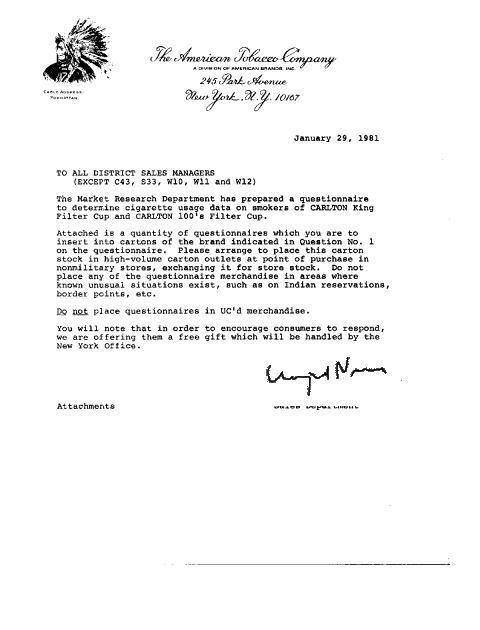 The American Tobacco Company
A DIVISION OF AMERICAN BRANDS, INC.
245 Park Avenue
New York, N.Y. 10167
CABLE ADDRESS:
POWHATTAN
January 29, 1981
TO ALL DISTRICT SALES MANAGERS
(EXCEPT C43, S33, W10, W11 and W12)
The Market Research Department has prepared a questionnaire
to determine cigarette usage data on smokers of CARLTON King
Filter Cup and CARLTON 100's Filter Cup.
Attached is a quantity of questionnaires which you are to
insert into cartons of the brand indicated in Question No. 1
on the questionnaire. Please arrange to place this carton
stock in high-volume carton outlets at point of purchase in
nonmilitary stores, exchanging it for store stock. Do not
place any of the questionnaire merchandise in areas where
known unusual situations exist, such as on Indian reservations,
border points, etc.
Do not place questionnaires in UC'd merchandise.
You will note that in order to encourage consumers to respond,
we are offering them a free gift which will be handled by the
New York Office.
Attachments
Sales Department